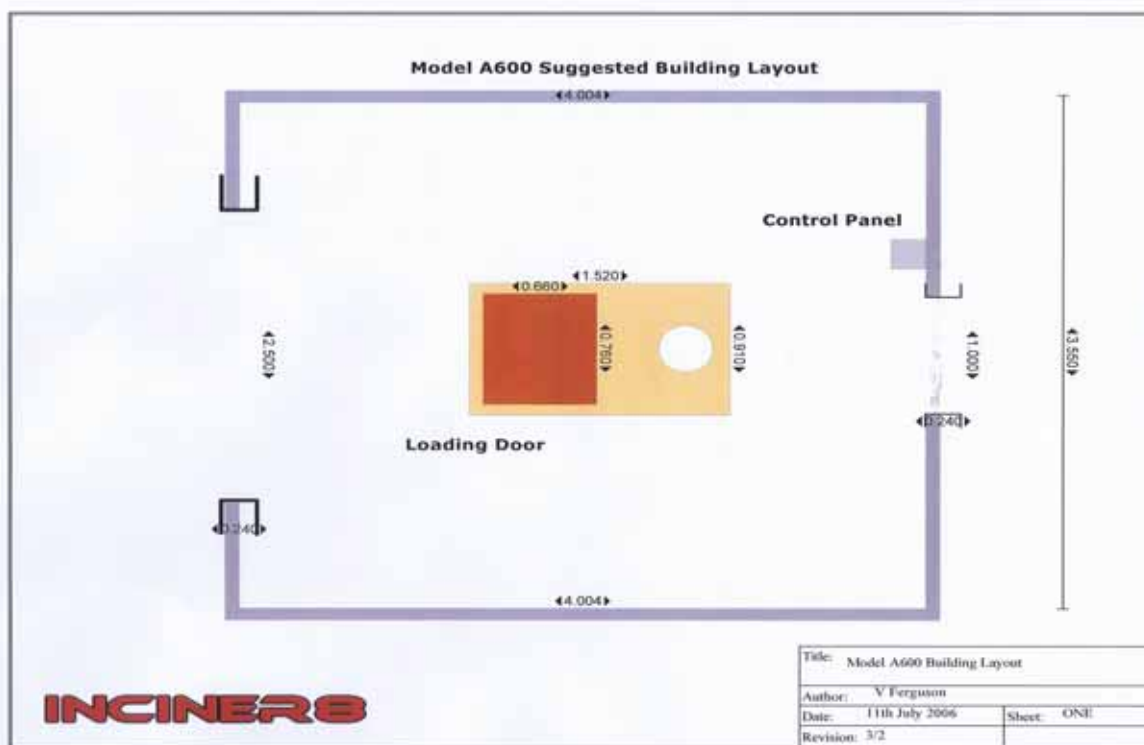 Model A600 Suggested Building Layout
4.004
Control Panel
1.520
0.660
2.500
0.760
0.910
1.000
3.550
0.240
Loading Door
0.240
4.004
INCINER8
Title: Model A600 Building Layout
Author: V Ferguson
Date: 11th July 2006 Sheet: ONE
Revision: 3/2